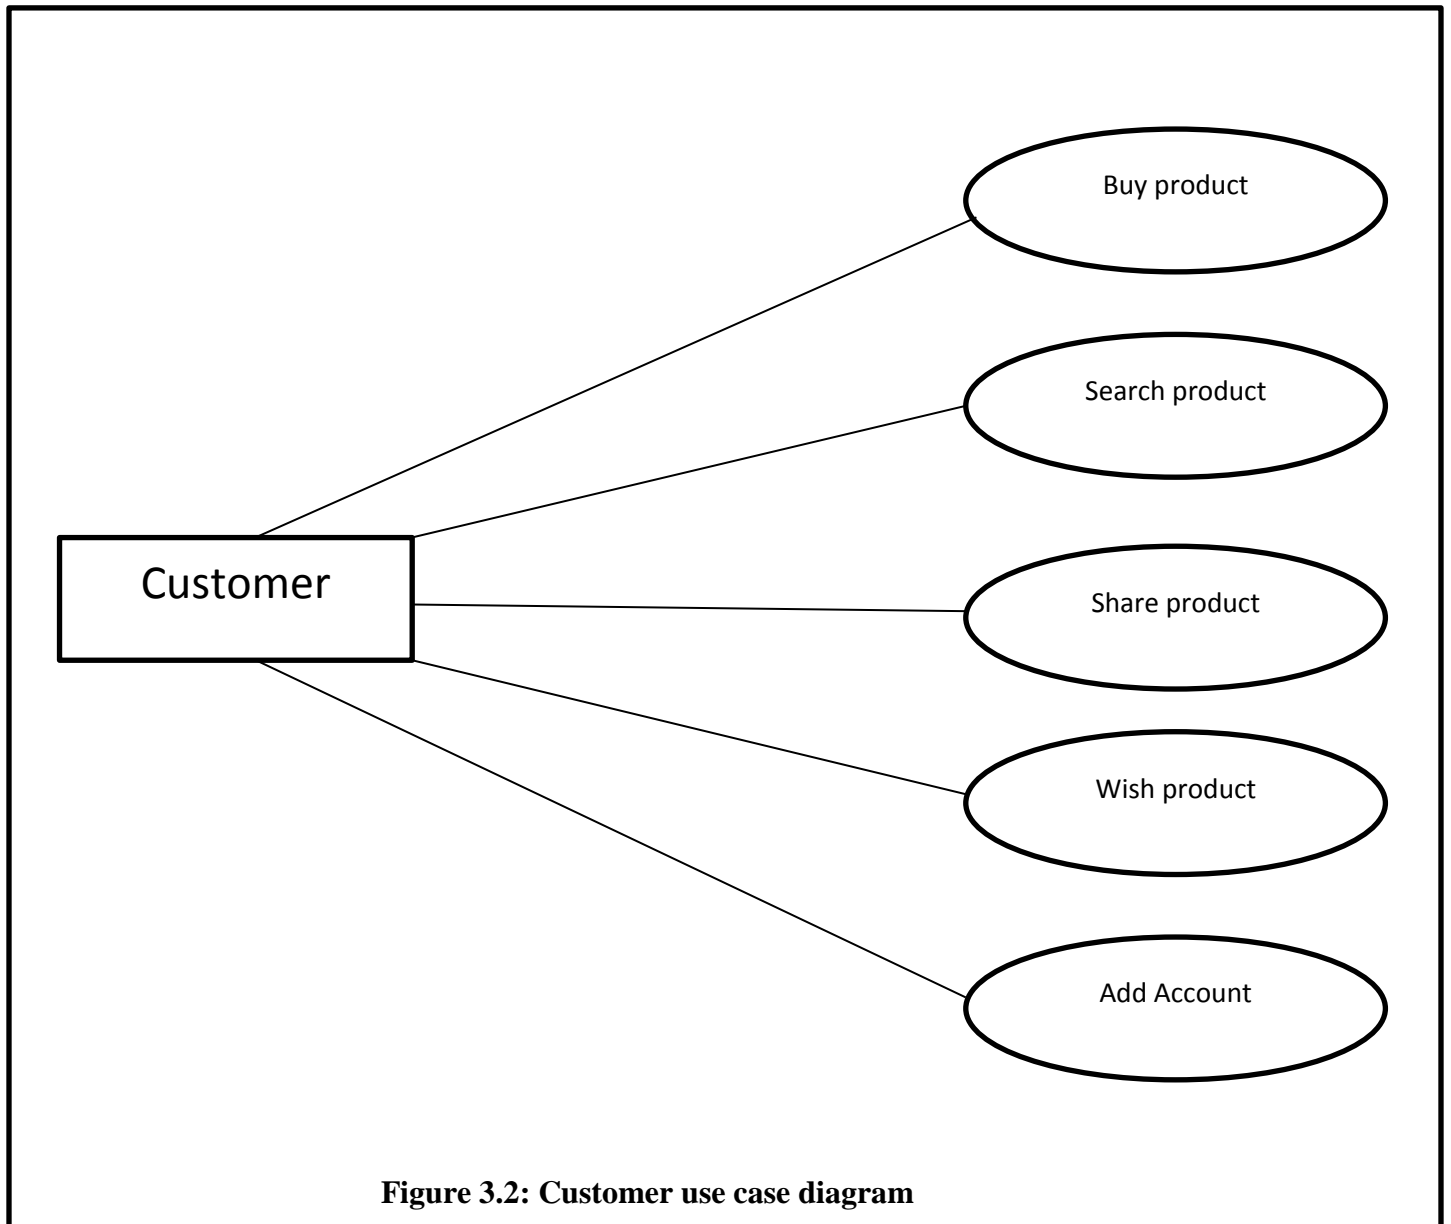 Buy product
Search product
Customer
Share product
Wish product
Add Account
Figure 3.2: Customer use case diagram